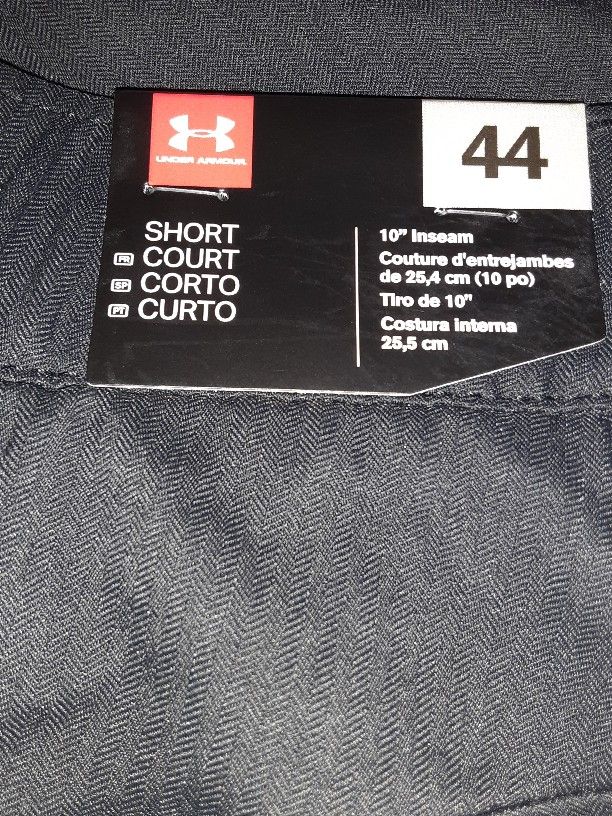 UNDER ARMOUR
44
SHORT
FR COURT
SP CORTO
PT CURTO
10" Inseam
Couture d'entrejambes
de 25,4 cm (10 po)
Tiro de 10"
Costura interna
25,5 cm